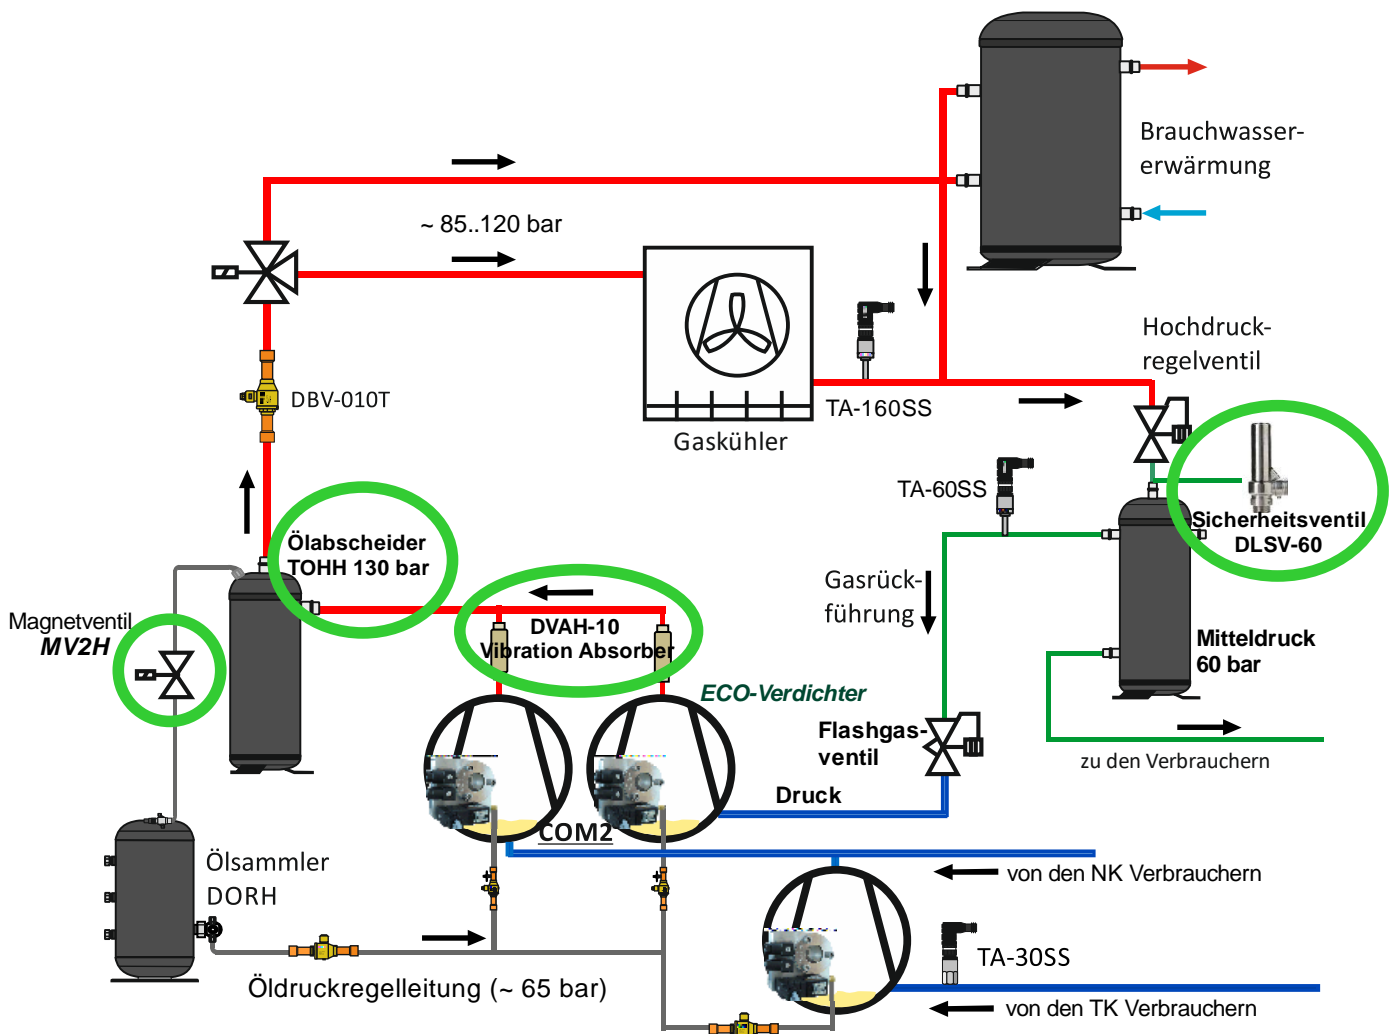 Brauchwasser-
erwärmung
~ 85..120 bar
Hochdruck-
regelventil
DBV-010T
TA-160SS
Gaskühler
TA-60SS
Sicherheitsventil
DLSV-60
Ölabscheider
TOHH 130 bar
Gasrück-
führung
Magnetventil
MV2H
DVAH-10
Vibration Absorber
Mitteldruck
60 bar
ECO-Verdichter
Flashgas-
ventil
zu den Verbrauchern
Druck
COM2
Ölsammler
DORH
von den NK Verbrauchern
TA-30SS
Öldruckregelleitung (~ 65 bar)
von den TK Verbrauchern